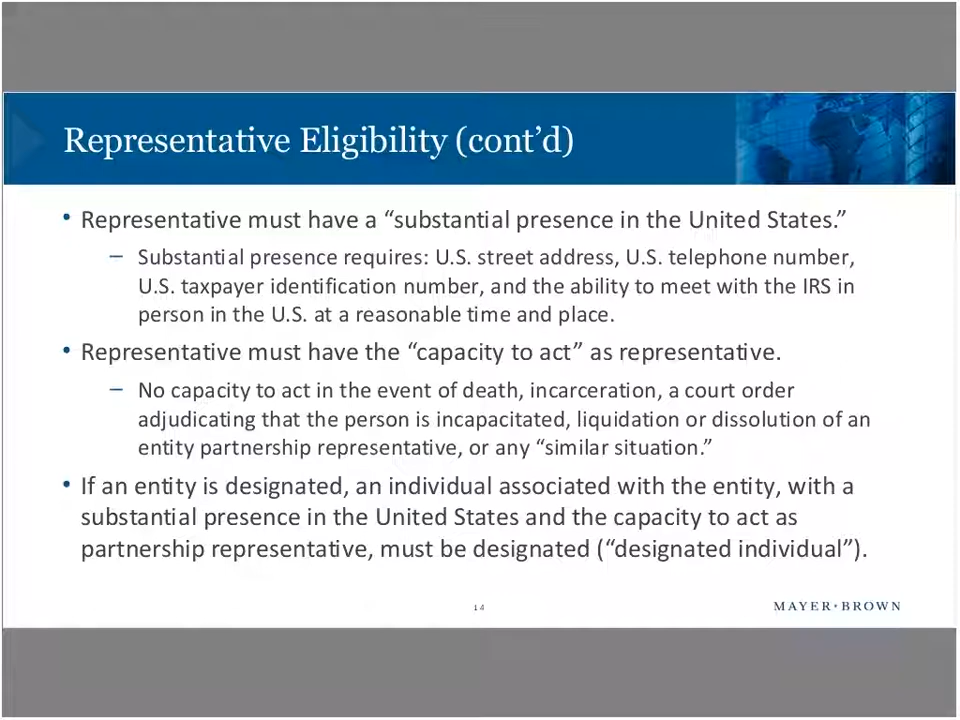 Representative Eligibility (cont’d)
• Representative must have a “substantial presence in the United States.”
– Substantial presence requires: U.S. street address, U.S. telephone number,
U.S. taxpayer identification number, and the ability to meet with the IRS in
person in the U.S. at a reasonable time and place.
• Representative must have the “capacity to act” as representative.
– No capacity to act in the event of death, incarceration, a court order
adjudicating that the person is incapacitated, liquidation or dissolution of an
entity partnership representative, or any “similar situation.”
• If an entity is designated, an individual associated with the entity, with a
substantial presence in the United States and the capacity to act as
partnership representative, must be designated (“designated individual”).
14
MAYER•BROWN